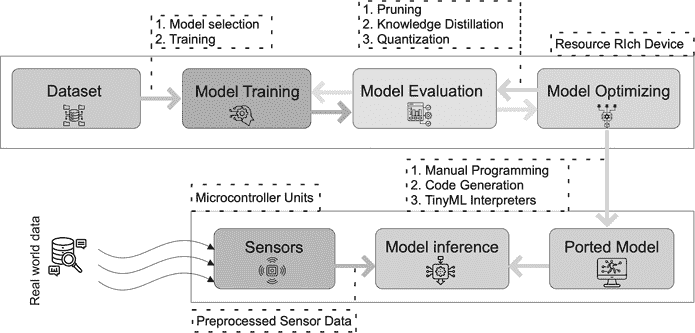 1. Model selection
2. Training
1. Pruning
2. Knowledge Distillation
3. Quantization
Resource RIch Device
Dataset
Model Training
Model Evaluation
Model Optimizing
1. Manual Programming
2. Code Generation
3. TinyML Interpreters
Microcontroller Units
Real world data
Sensors
Model inference
Ported Model
Preprocessed Sensor Data